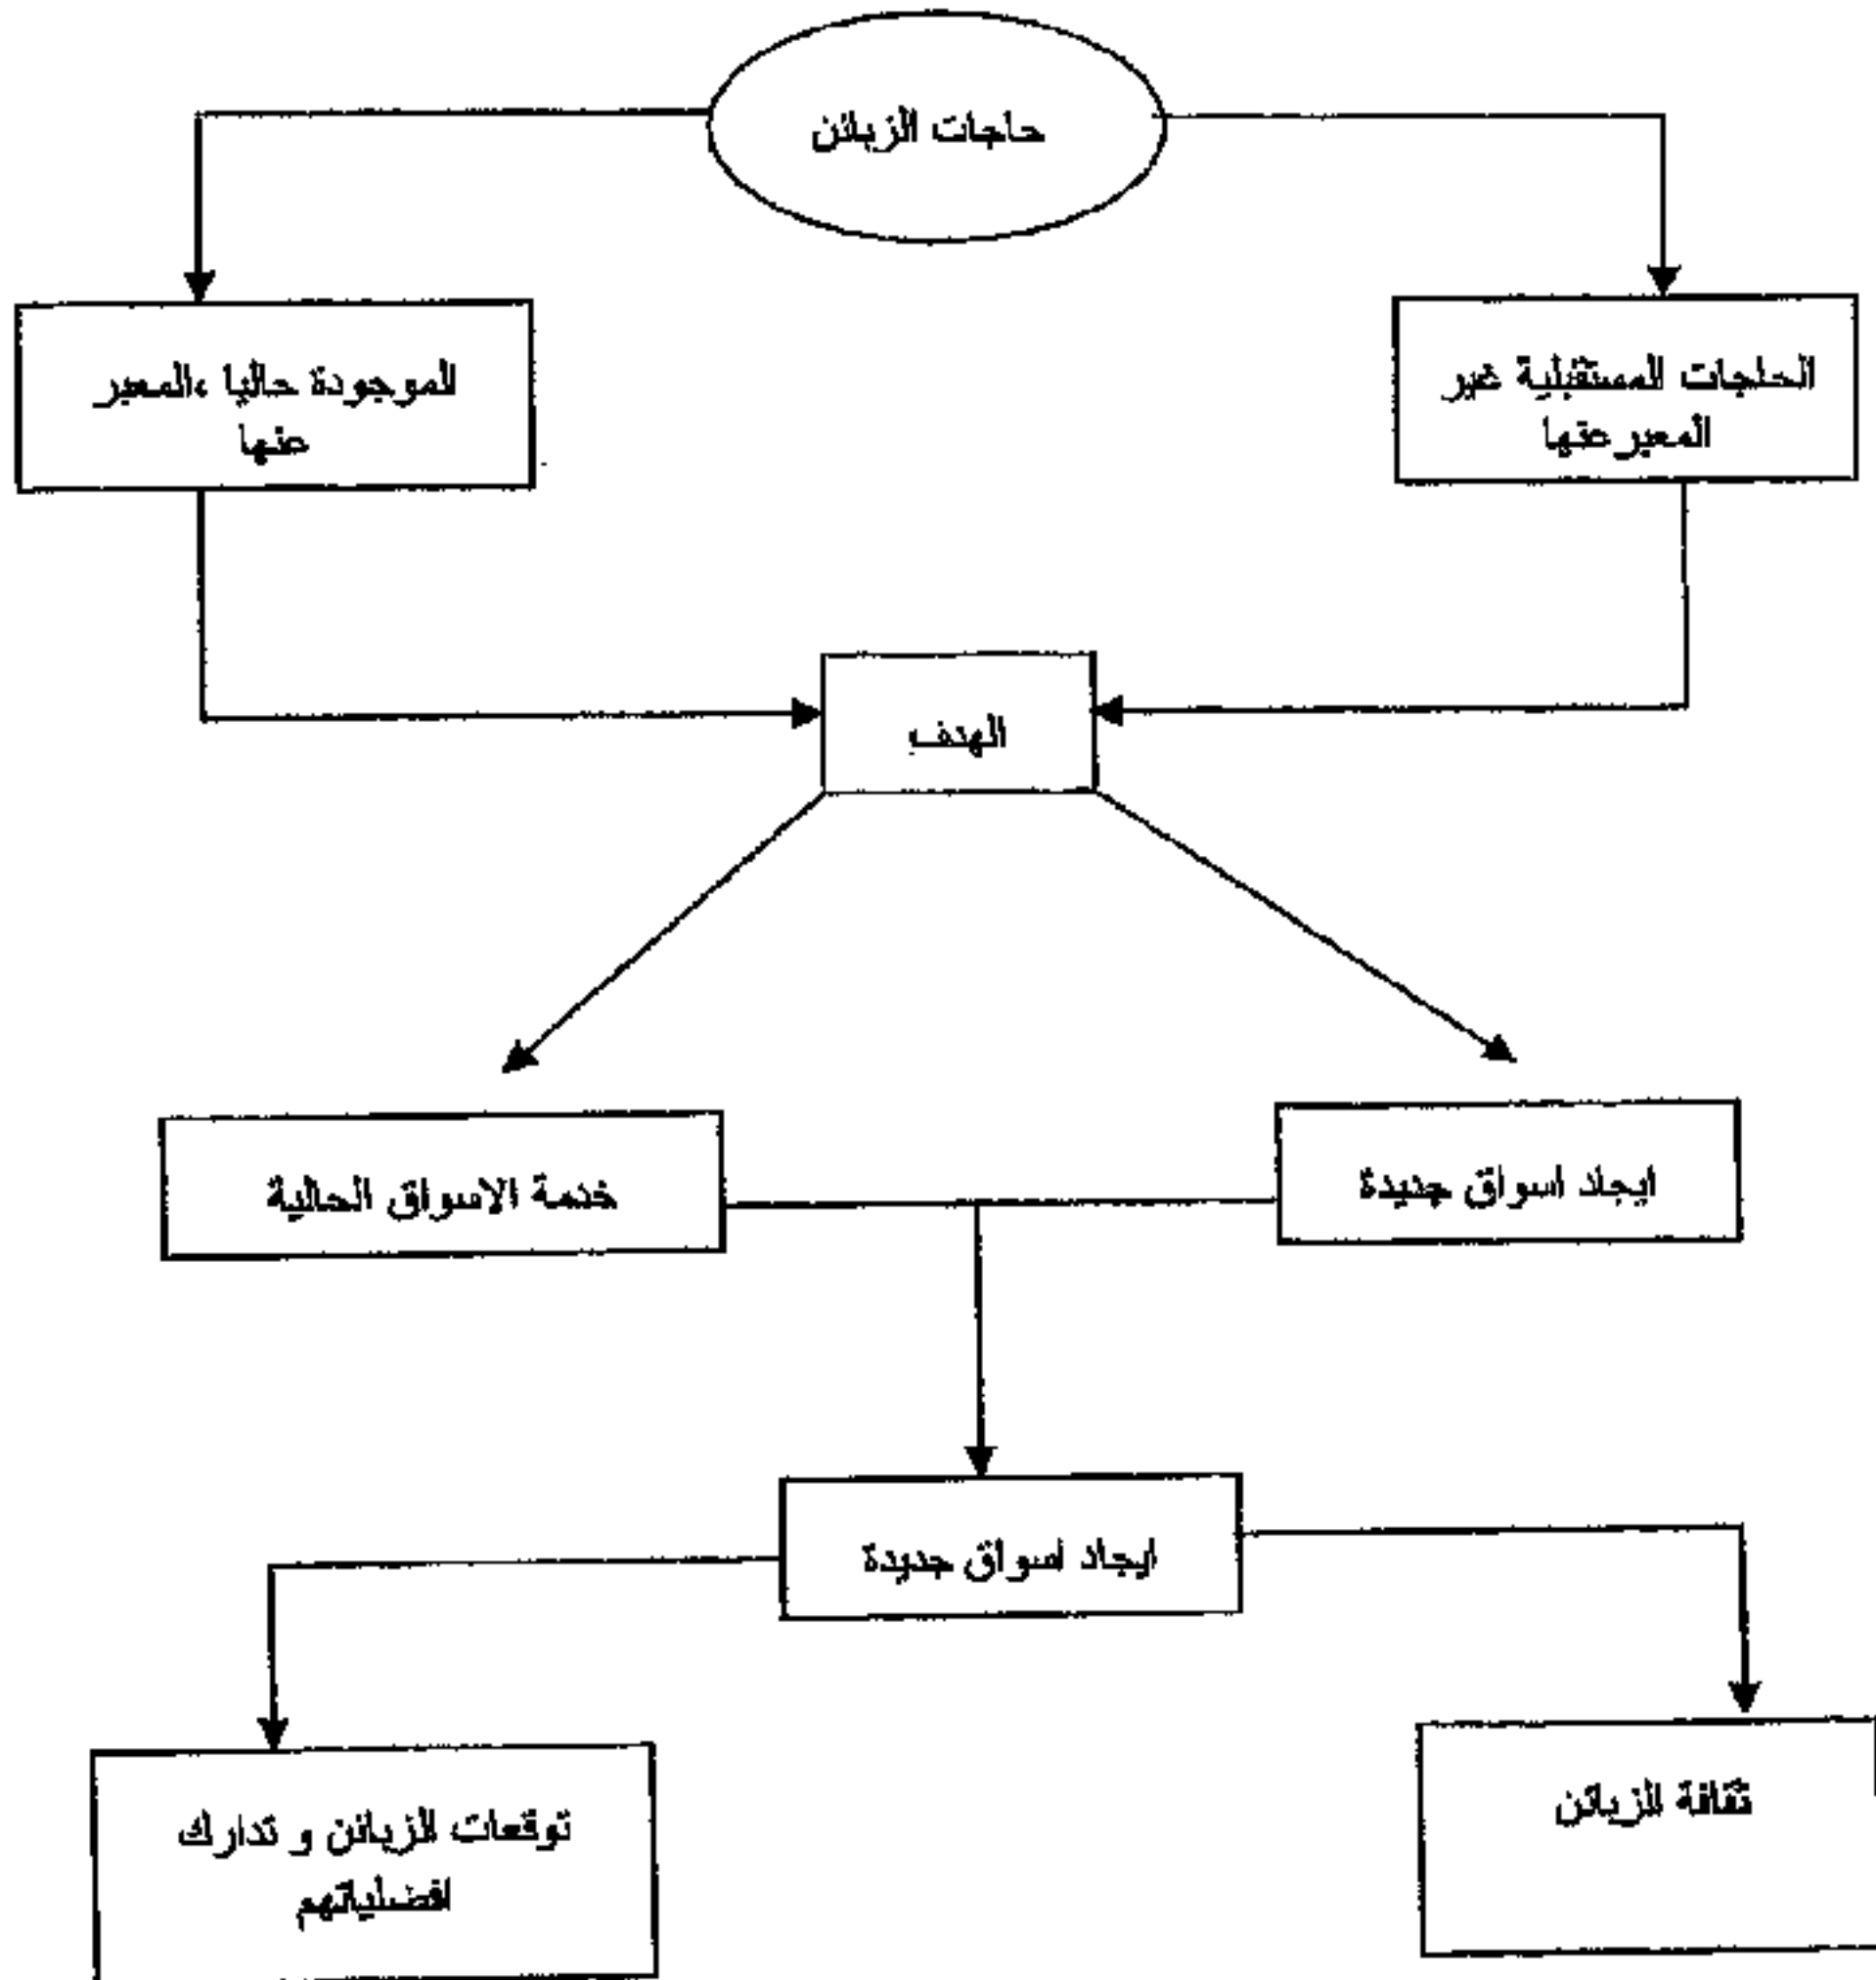 حاجات الزبائن
الحاجات المستقبلية غير
المعبر عنها
الموجودة حاليا ،المعبر
عنها
الهدف
ايجاد اسواق جديدة
خدمة الاسواق الحالية
ايجاد اسواق جديدة
ثقافة الزبائن
توقعات الزبائن و تدارك
افضلياتهم